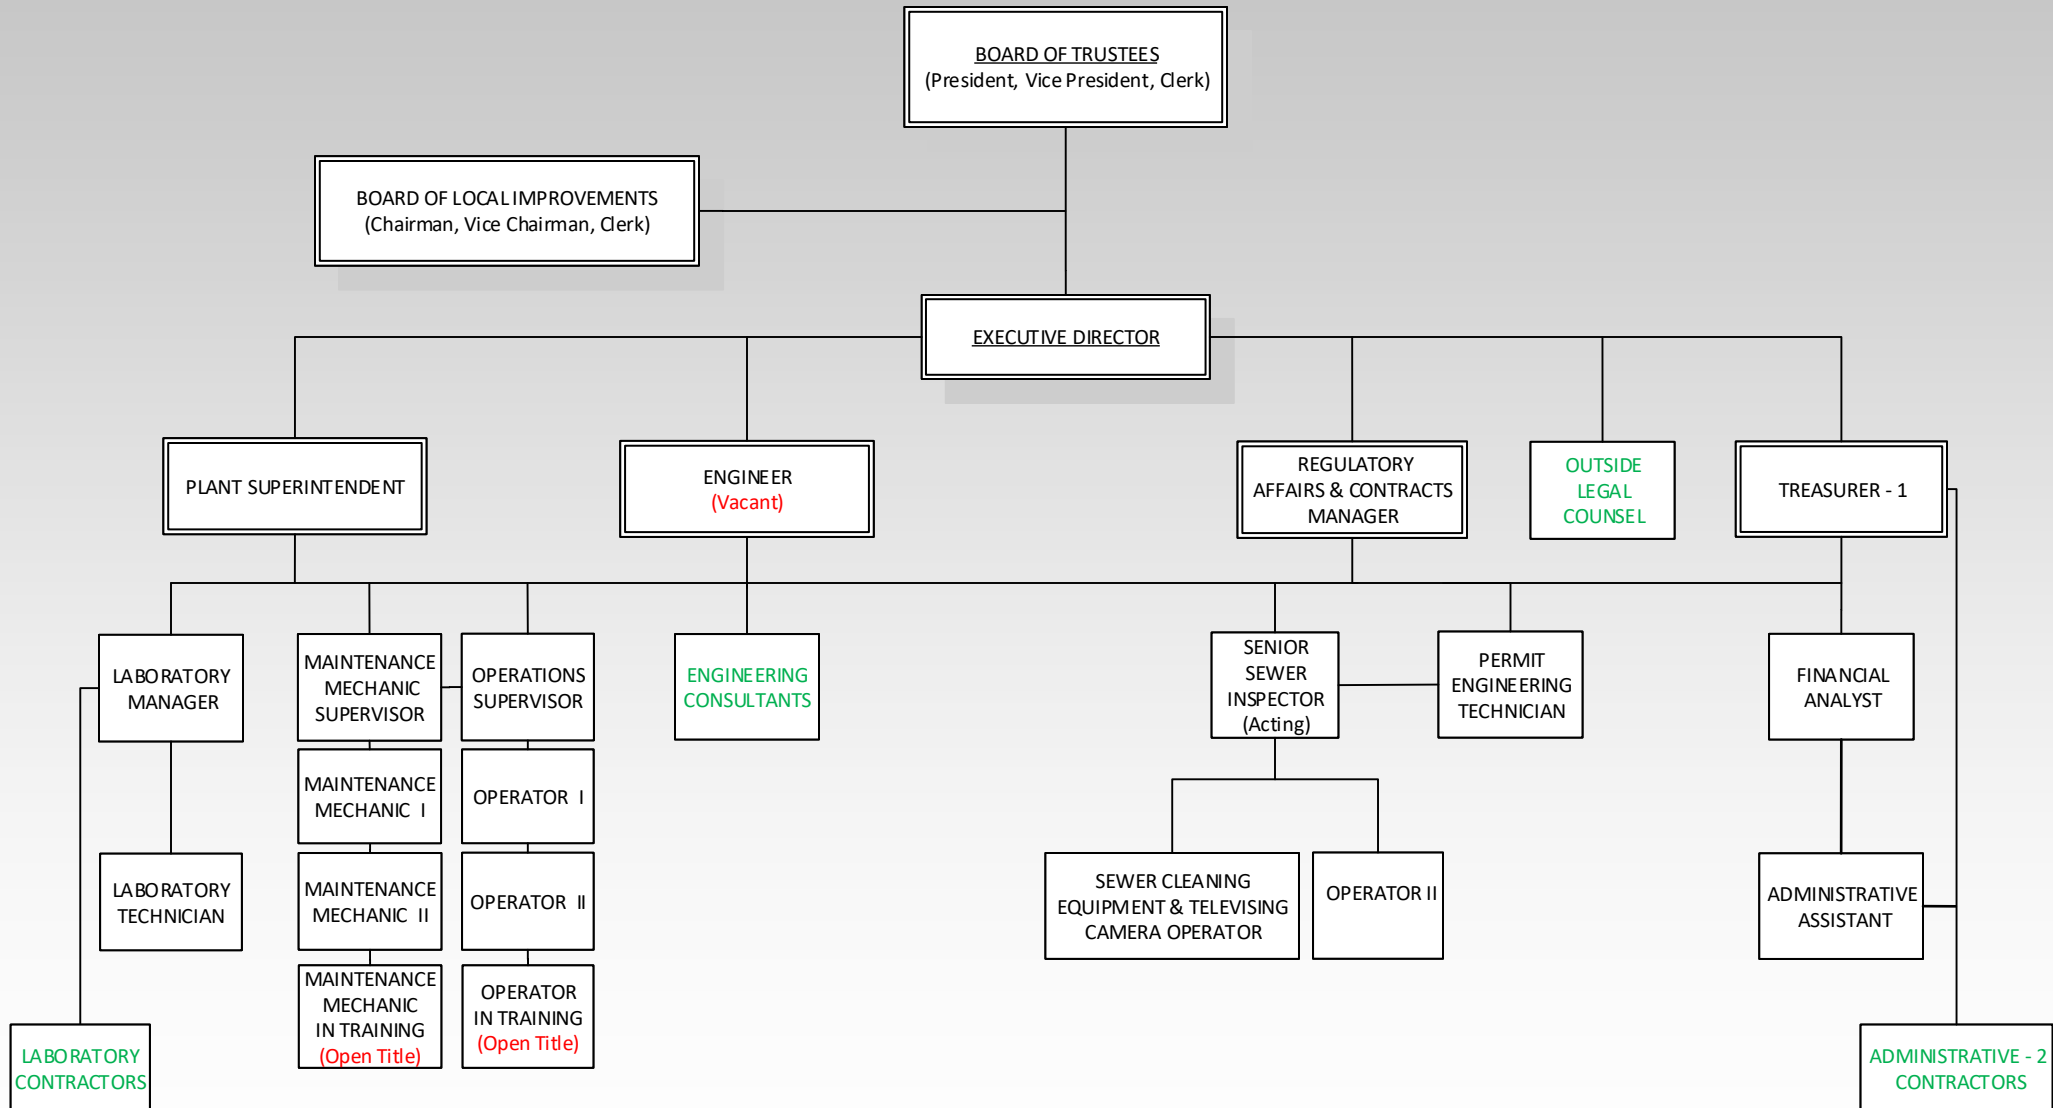 BOARD OF TRUSTEES
(President, Vice President, Clerk)
BOARD OF LOCAL IMPROVEMENTS
(Chairman, Vice Chairman, Clerk)
EXECUTIVE DIRECTOR
PLANT SUPERINTENDENT
ENGINEER
(Vacant)
REGULATORY
AFFAIRS & CONTRACTS
MANAGER
OUTSIDE
LEGAL
COUNSEL
TREASURER - 1
LABORATORY
MANAGER
MAINTENANCE
MECHANIC
SUPERVISOR
OPERATIONS
SUPERVISOR
ENGINEERING
CONSULTANTS
SENIOR
SEWER
INSPECTOR
(Acting)
PERMIT
ENGINEERING
TECHNICIAN
FINANCIAL
ANALYST
MAINTENANCE
MECHANIC I
OPERATOR I
LABORATORY
TECHNICIAN
MAINTENANCE
MECHANIC II
OPERATOR II
SEWER CLEANING
EQUIPMENT & TELEVISING
CAMERA OPERATOR
OPERATOR II
ADMINISTRATIVE
ASSISTANT
MAINTENANCE
MECHANIC
IN TRAINING
(Open Title)
OPERATOR
IN TRAINING
(Open Title)
LABORATORY
CONTRACTORS
ADMINISTRATIVE - 2
CONTRACTORS